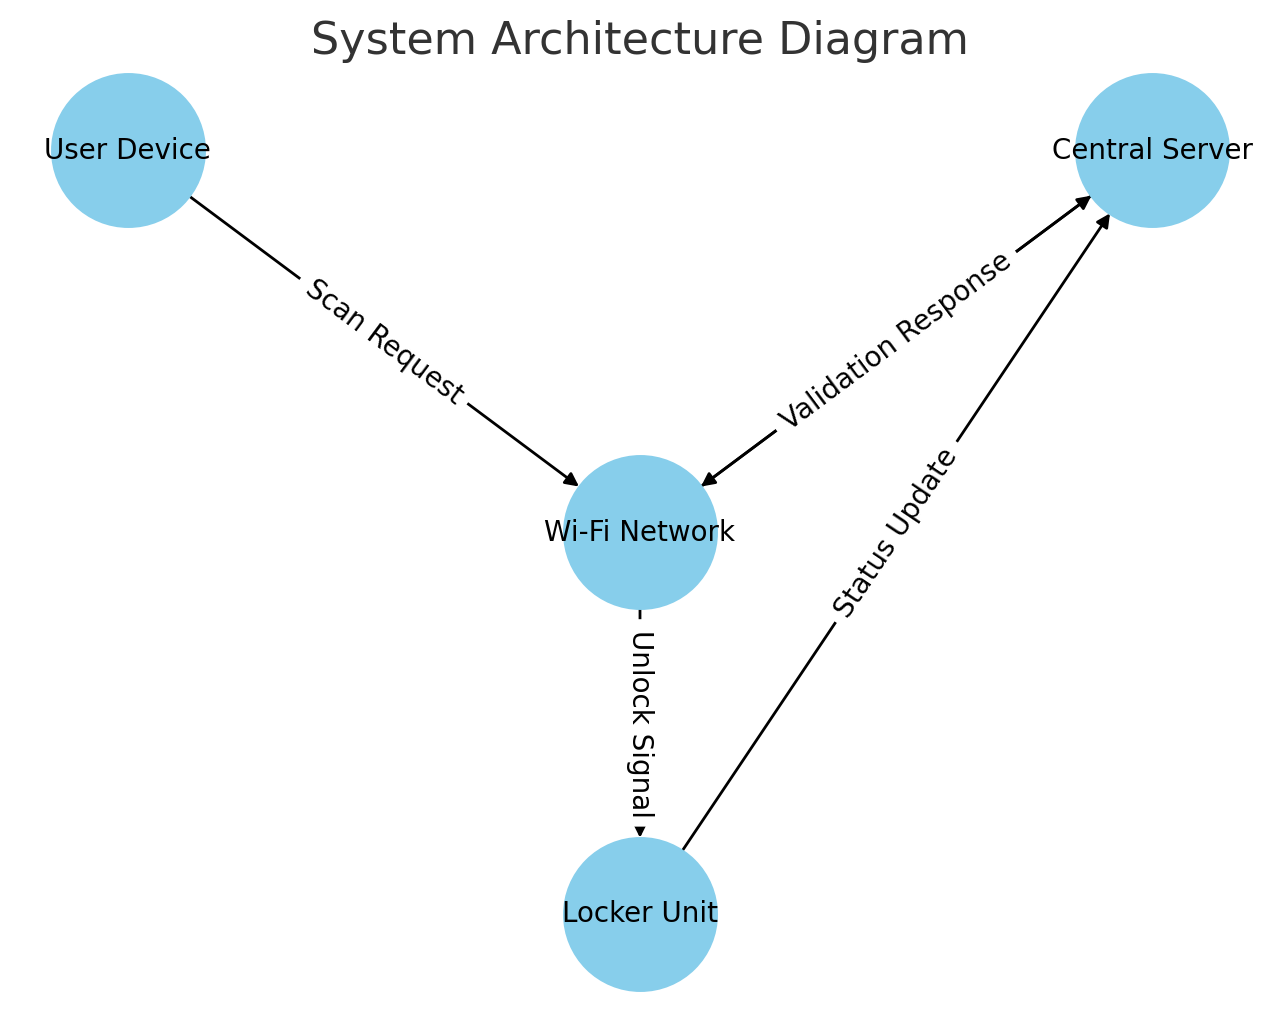 System Architecture Diagram
User Device
Central Server
Scan Request
Validation Response
Status Update
Wi-Fi Network
Unlock Signal
Locker Unit